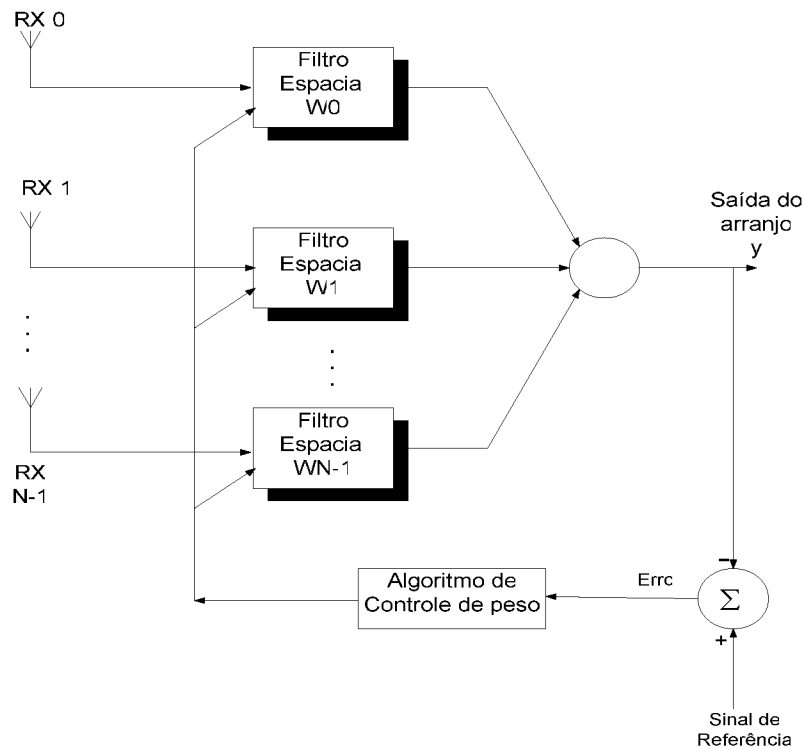 RX 0
Filtro
Espacia
W0
RX 1
Filtro
Espacia
W1
Saída do
arranjo
y
Filtro
Espacia
WN-1
RX
N-1
Algoritmo de
Controle de peso
Errc
-
Σ
+
Sinal de
Referência